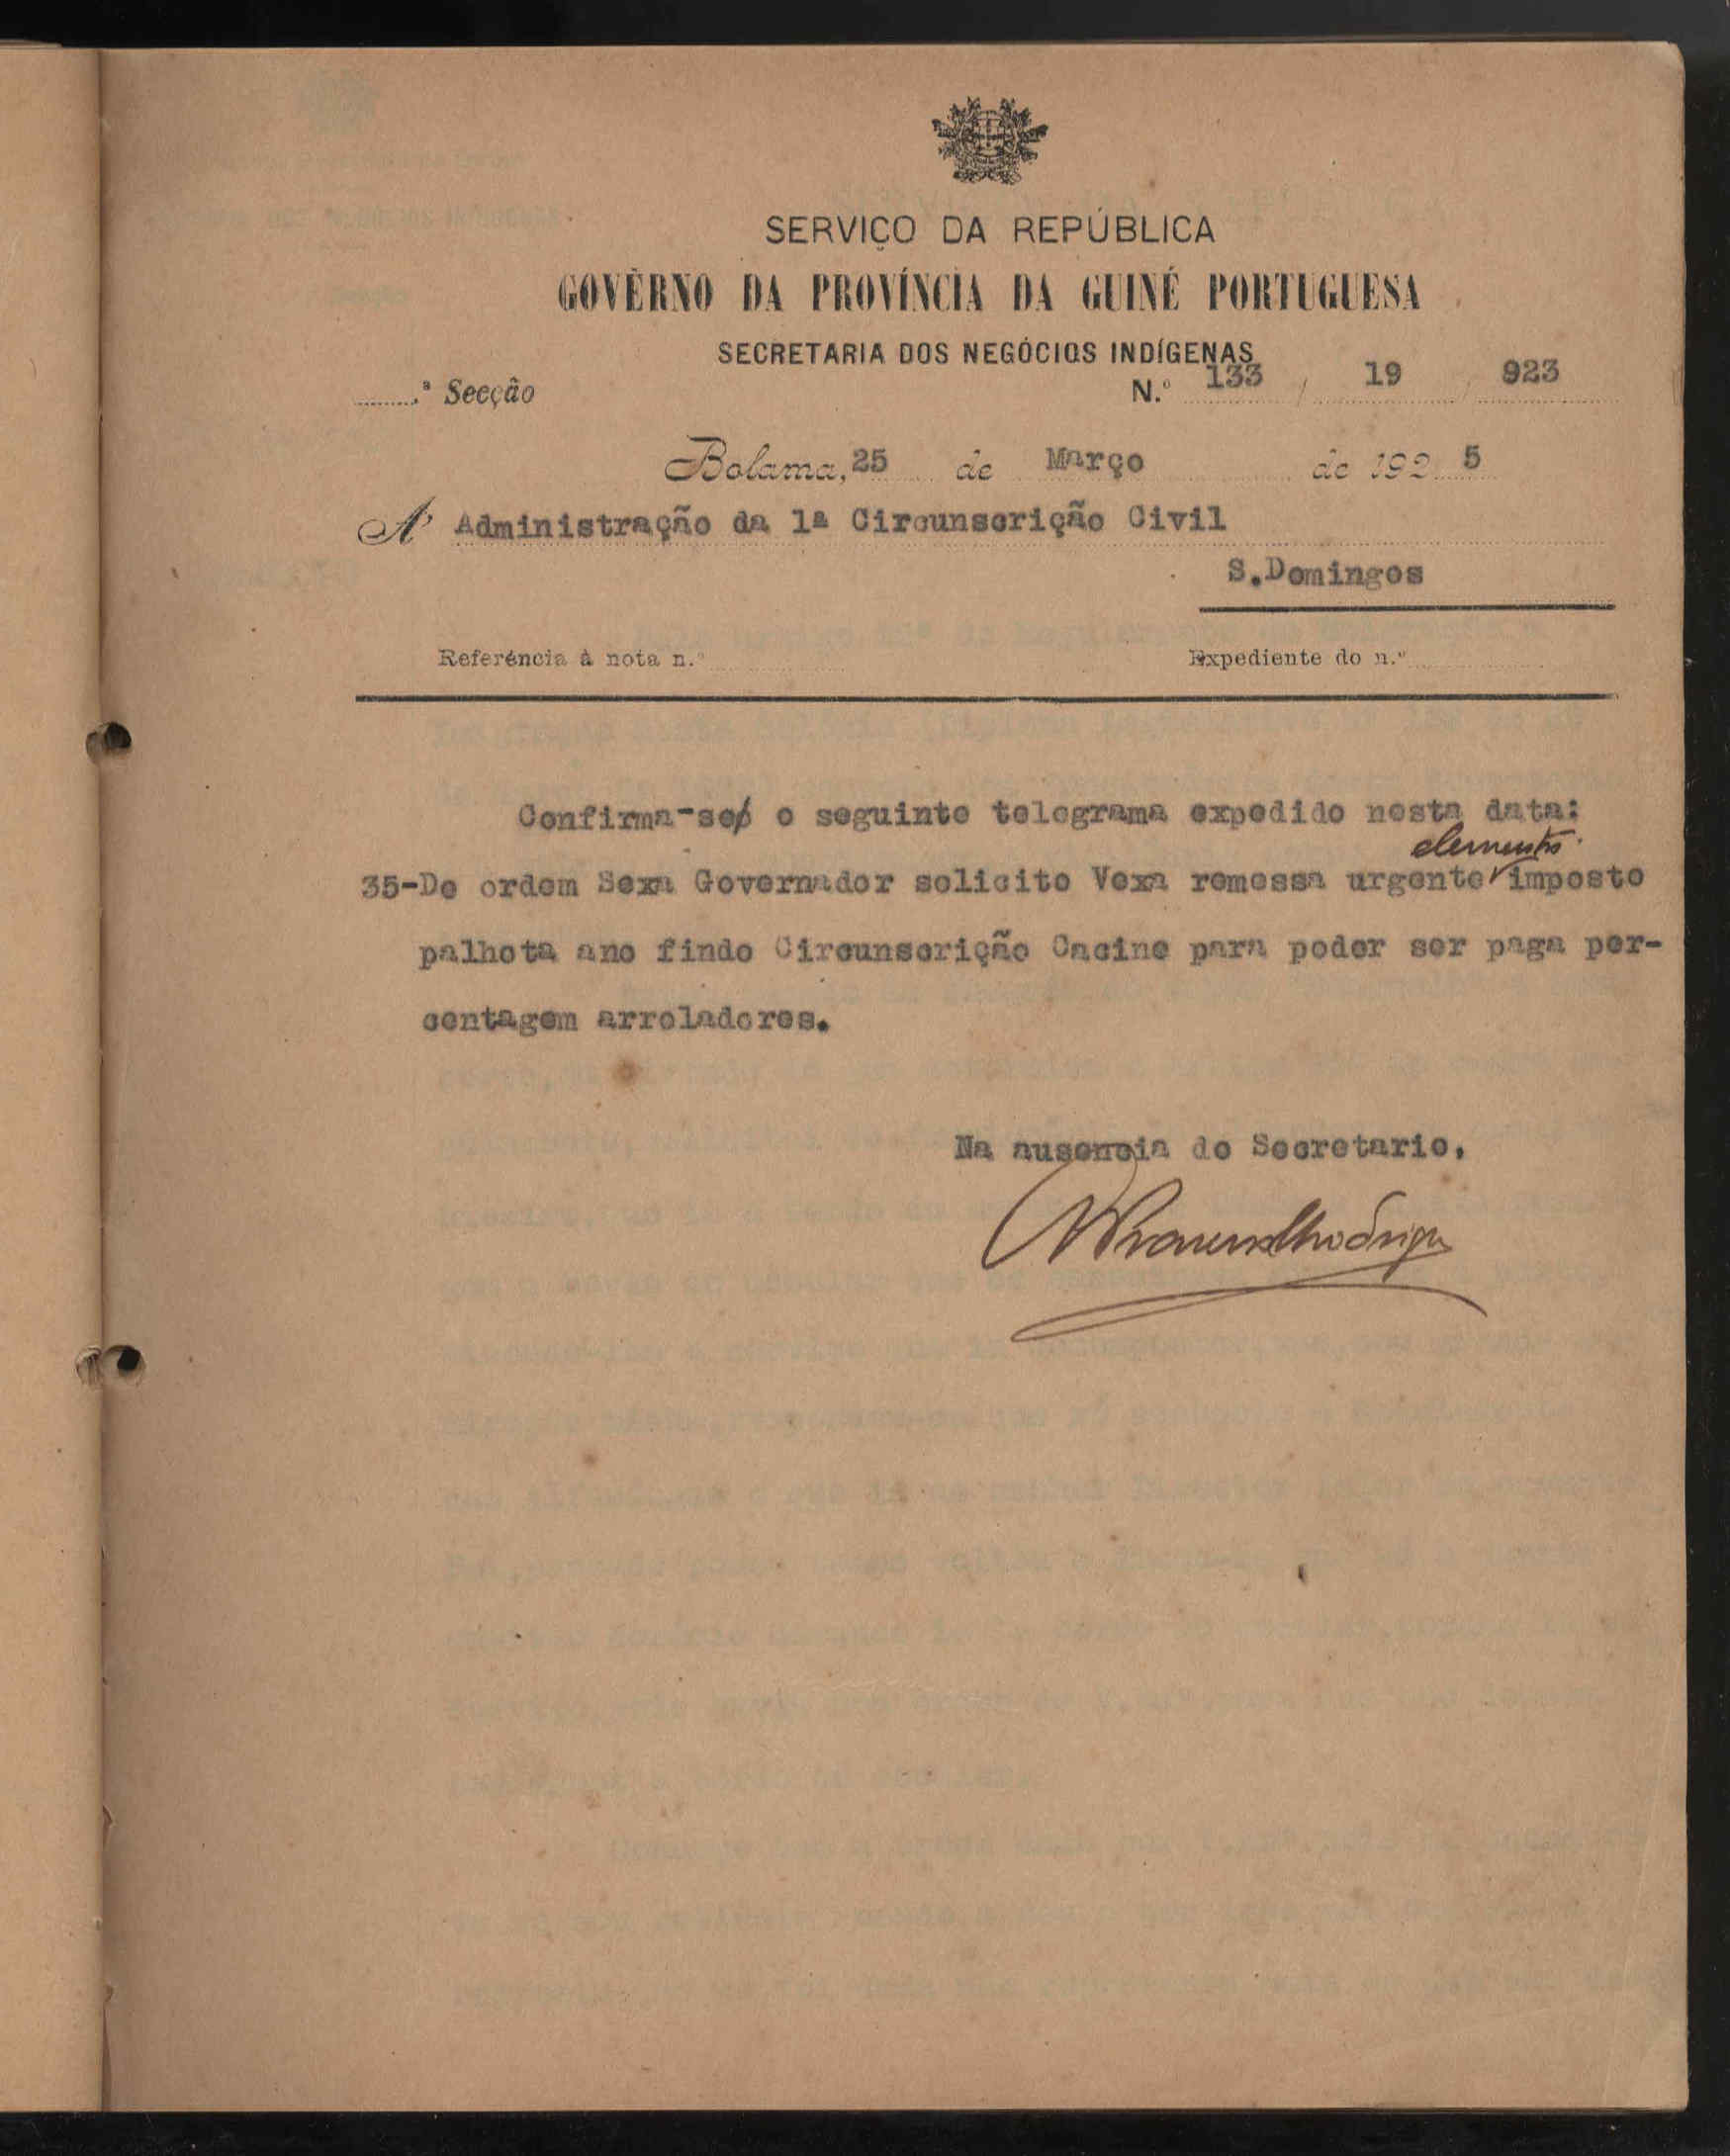 SERVIÇO DA REPÚBLICA
GOVÊRNO DA PROVÍNCIA DA GUINÉ PORTUGUESA
SECRETARIA DOS NEGÓCIOS INDÍGENAS
.ª Secção N.º 133 / 19 / 923
Bolama, 25 de Março de 192 5
A' Administração da 1ª Circunscrição Civil
S.Domingos
Referência à nota n.º Expediente do n.º
Confirma-se o seguinte telegrama expedido nesta data:
elementos
35-De ordem Sexa Governador solicito Vexa remessa urgente imposto
palhota ano findo Circunscrição Cacine para poder ser paga per-
centagem arroladores.
Na ausencia do Secretario,